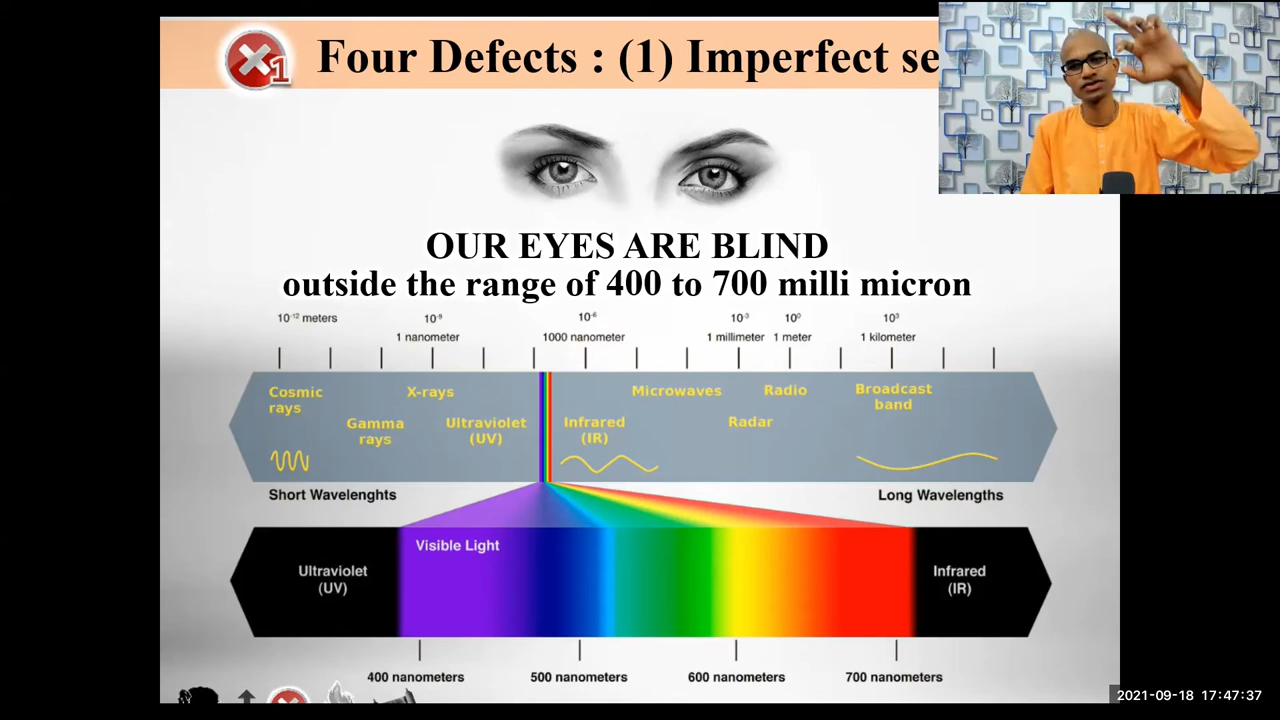 1
Four Defects : (1) Imperfect se
OUR EYES ARE BLIND
outside the range of 400 to 700 milli micron
10⁻¹² meters 10⁻⁹ 10⁻⁶ 10⁻³ 10⁰ 10³
1 nanometer 1000 nanometer 1 millimeter 1 meter 1 kilometer
Cosmic rays X-rays Microwaves Radio Broadcast band
Gamma rays Ultraviolet (UV) Infrared (IR) Radar
Short Wavelenghts Long Wavelengths
Visible Light
Ultraviolet (UV) Infrared (IR)
400 nanometers 500 nanometers 600 nanometers 700 nanometers
2021-09-18 17:47:37